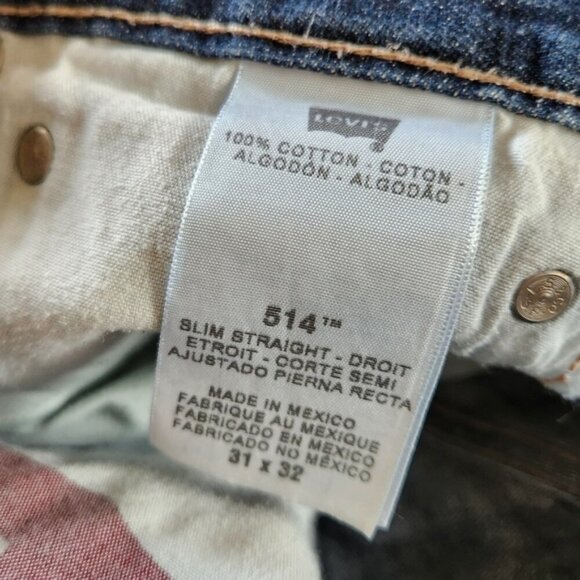 Levi's
100% COTTON - COTON -
ALGODÓN - ALGODÃO
514™
SLIM STRAIGHT - DROIT
ETROIT - CORTE SEMI
AJUSTADO PIERNA RECTA
MADE IN MEXICO
FABRIQUE AU MEXIQUE
FABRICADO EN MEXICO
FABRICADO NO MÉXICO
31 x 32